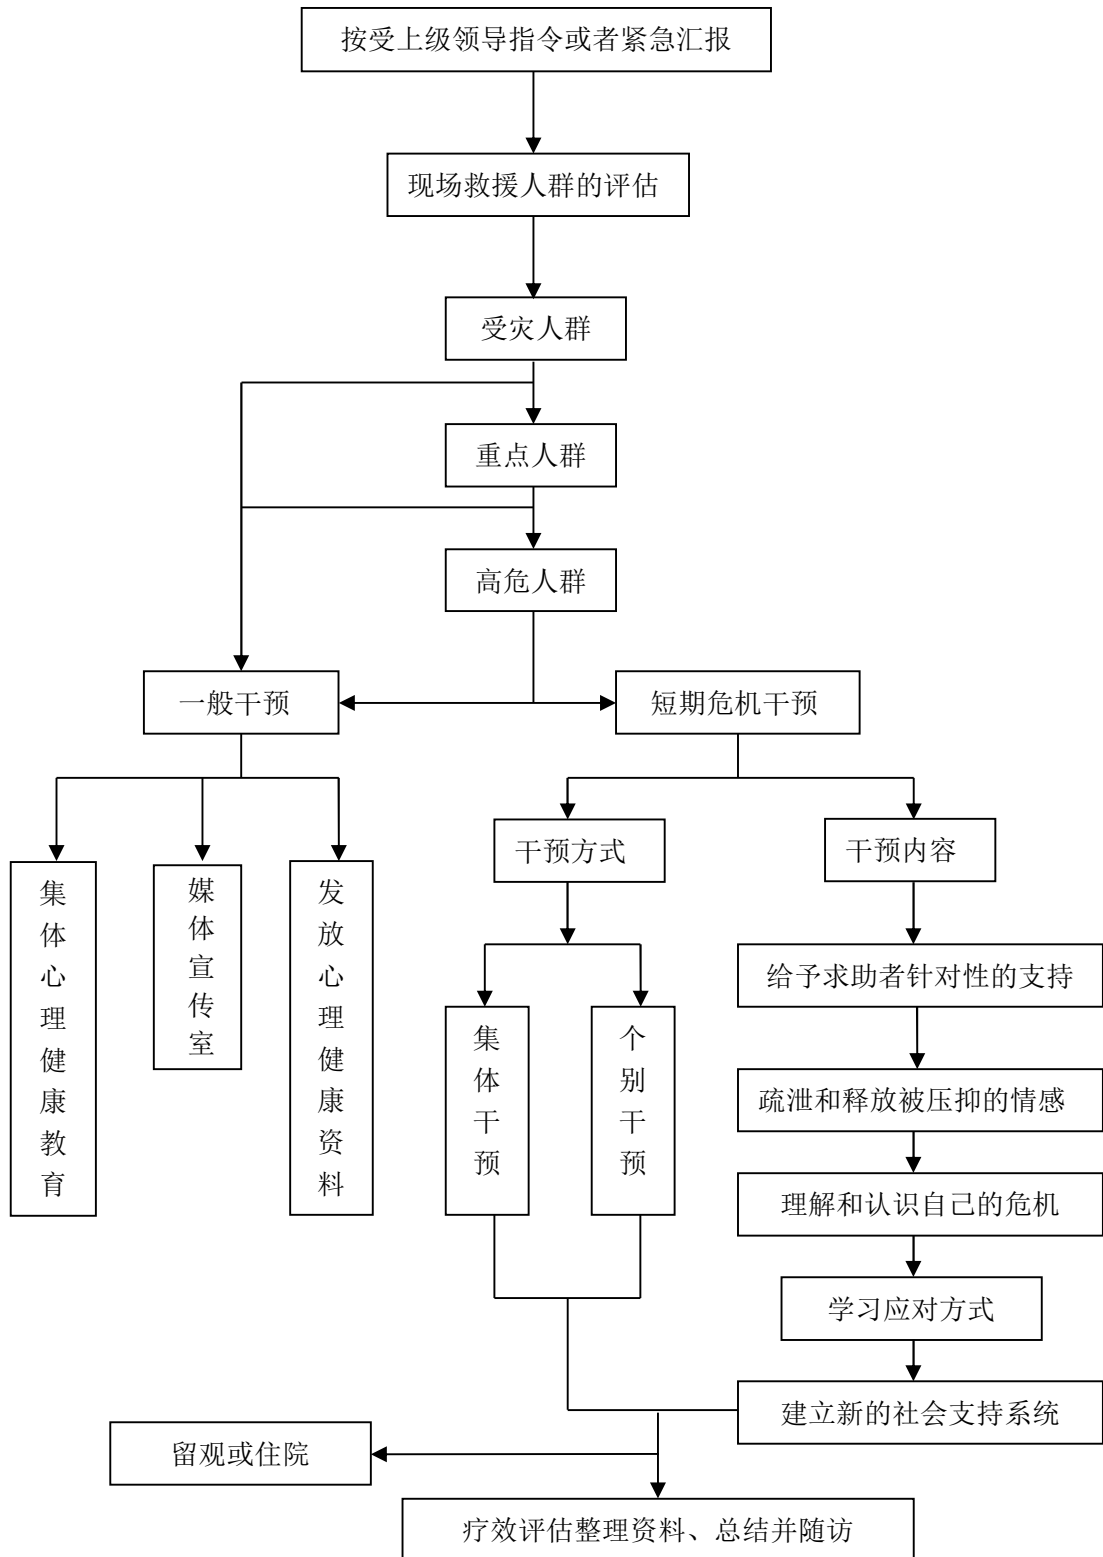 按受上级领导指令或者紧急汇报
现场救援人群的评估
受灾人群
重点人群
高危人群
一般干预
短期危机干预
干预方式
干预内容
集体心理健康教育
媒体宣传室
发放心理健康资料
集体干预
个别干预
给予求助者针对性的支持
疏泄和释放被压抑的情感
理解和认识自己的危机
学习应对方式
建立新的社会支持系统
留观或住院
疗效评估整理资料、总结并随访